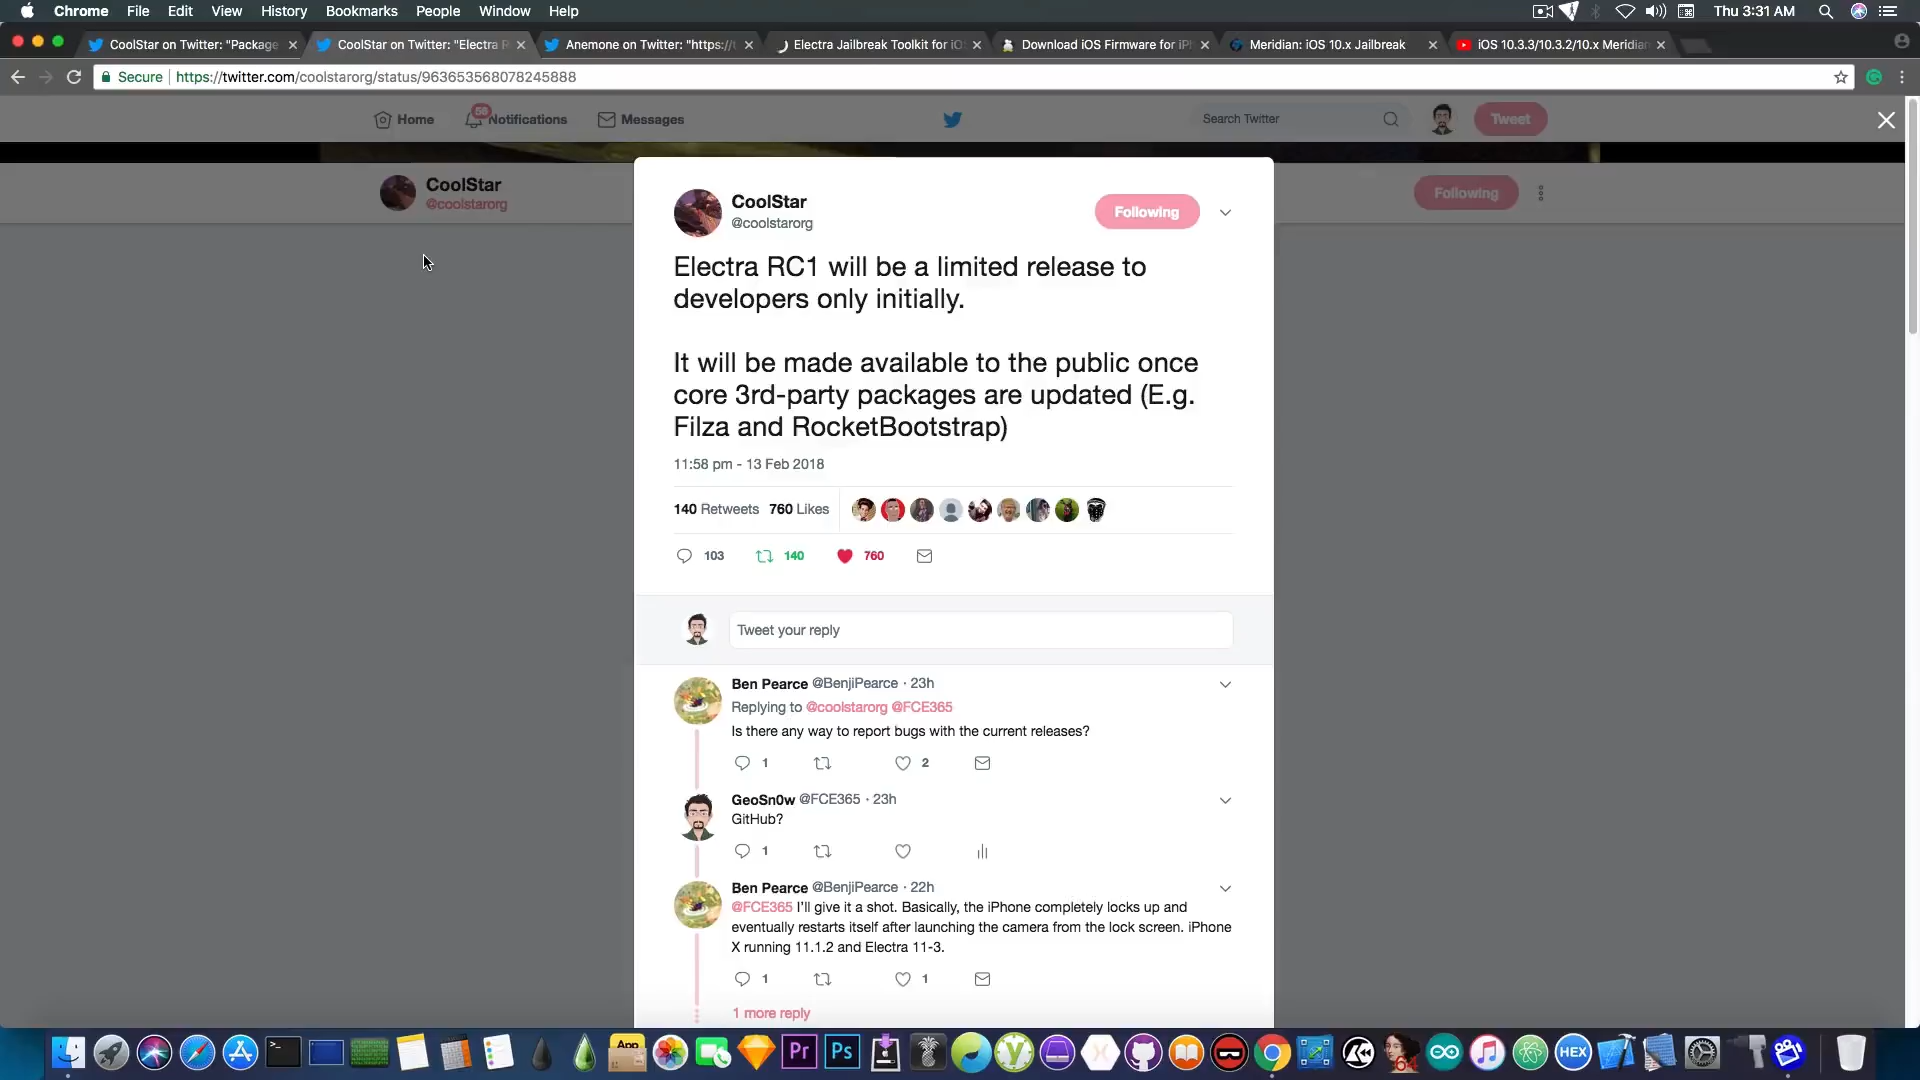 Chrome File Edit View History Bookmarks People Window Help Thu 3:31 AM
CoolStar on Twitter: "Package
CoolStar on Twitter: "Electra R
Anemone on Twitter: "https://t
Electra Jailbreak Toolkit for iO
Download iOS Firmware for iP
Meridian: iOS 10.x Jailbreak
iOS 10.3.3/10.3.2/10.x Meridia
Secure https://twitter.com/coolstarorg/status/963653568078245888
Home 56 Notifications Messages Search Twitter Tweet
CoolStar
@coolstarorg
Following
CoolStar
@coolstarorg
Following
Electra RC1 will be a limited release to
developers only initially.
It will be made available to the public once
core 3rd-party packages are updated (E.g.
Filza and RocketBootstrap)
11:58 pm - 13 Feb 2018
140 Retweets 760 Likes
103 140 760
Tweet your reply
Ben Pearce @BenjiPearce · 23h
Replying to @coolstarorg @FCE365
Is there any way to report bugs with the current releases?
1 2
GeoSn0w @FCE365 · 23h
GitHub?
1
Ben Pearce @BenjiPearce · 22h
@FCE365 I'll give it a shot. Basically, the iPhone completely locks up and
eventually restarts itself after launching the camera from the lock screen. iPhone
X running 11.1.2 and Electra 11-3.
1 1
1 more reply
App Pr Ps HEX